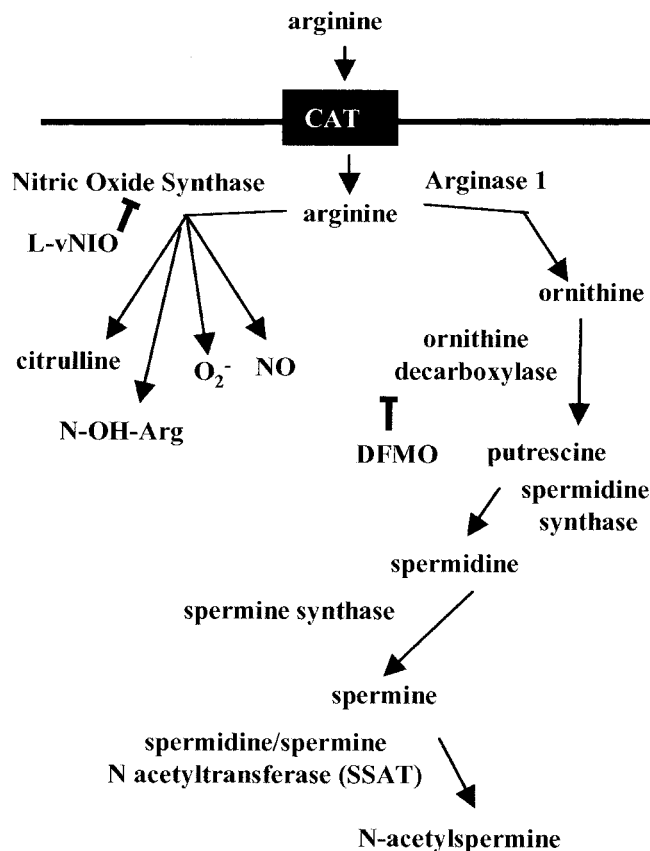 arginine
CAT
Nitric Oxide Synthase
Arginase 1
arginine
L-vNIO
ornithine
citrulline
O₂⁻
NO
ornithine
decarboxylase
N-OH-Arg
DFMO
putrescine
spermidine
synthase
spermidine
spermine synthase
spermine
spermidine/spermine
N acetyltransferase (SSAT)
N-acetylspermine